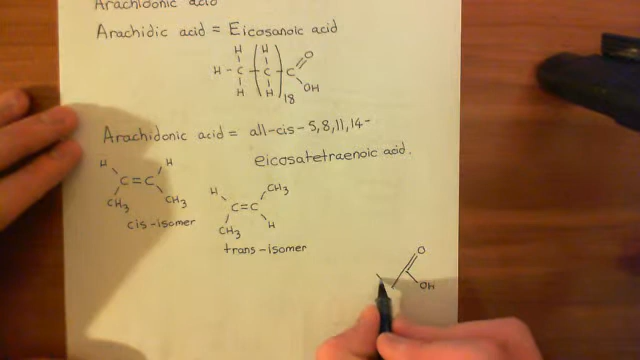 Arachidonic acid
Arachidic acid = Eicosanoic acid
H H O
H - C - ( C ) C
H H 18 OH
Arachidonic acid = all-cis-5,8,11,14-
eicosatetraenoic acid.
H H
C=C
CH3 CH3
cis-isomer
H CH3
C=C
CH3 H
trans-isomer
O
OH